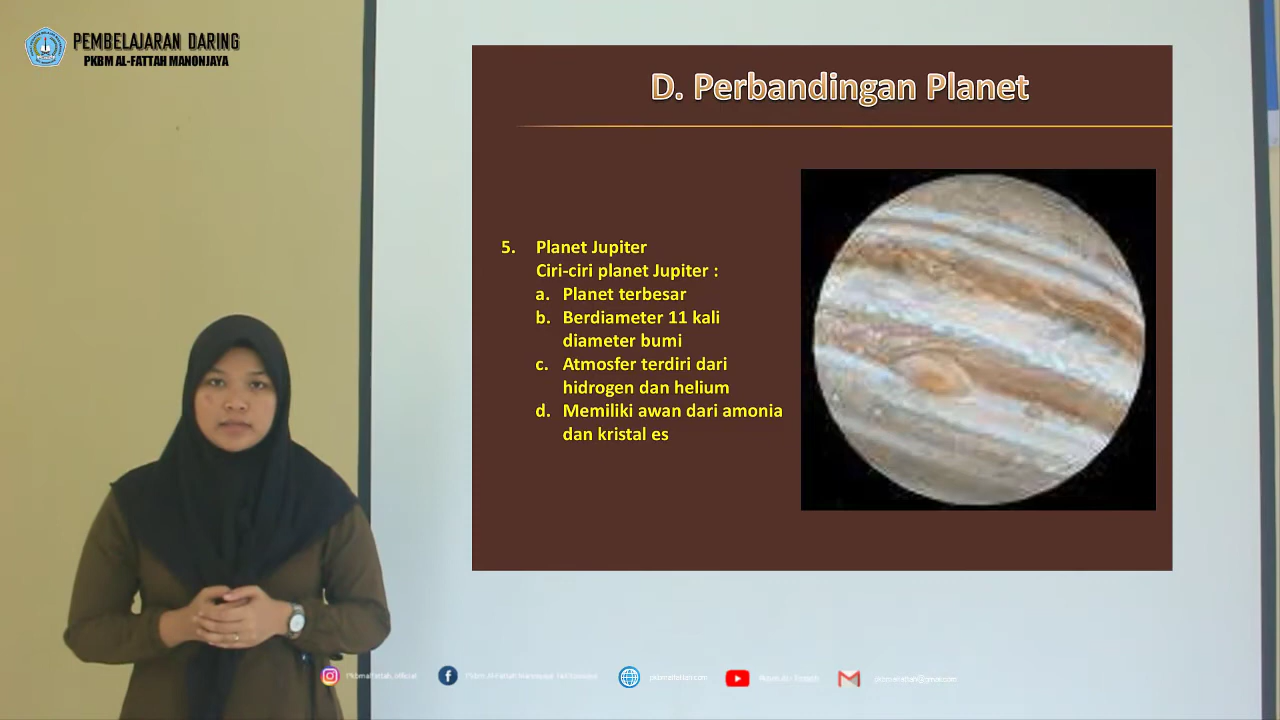 PEMBELAJARAN DARING
PKBM AL-FATTAH MANONJAYA
D. Perbandingan Planet
5. Planet Jupiter
Ciri-ciri planet Jupiter :
a. Planet terbesar
b. Berdiameter 11 kali
diameter bumi
c. Atmosfer terdiri dari
hidrogen dan helium
d. Memiliki awan dari amonia
dan kristal es